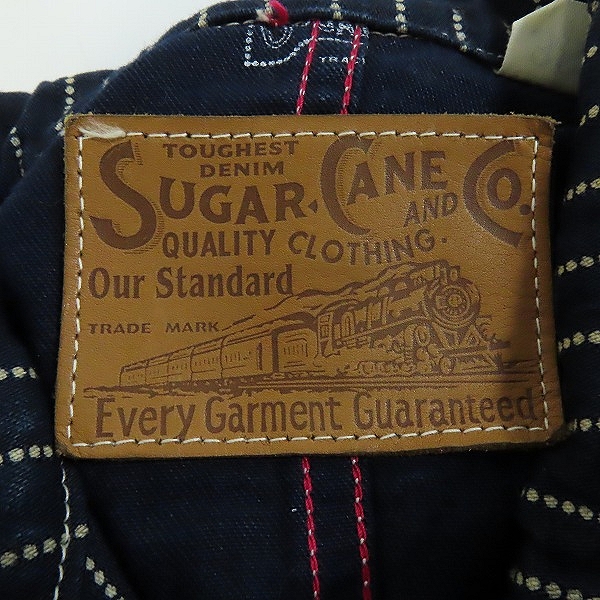 TOUGHEST
DENIM
SUGAR CANE AND CO.
QUALITY CLOTHING.
Our Standard
TRADE MARK
Every Garment Guaranteed